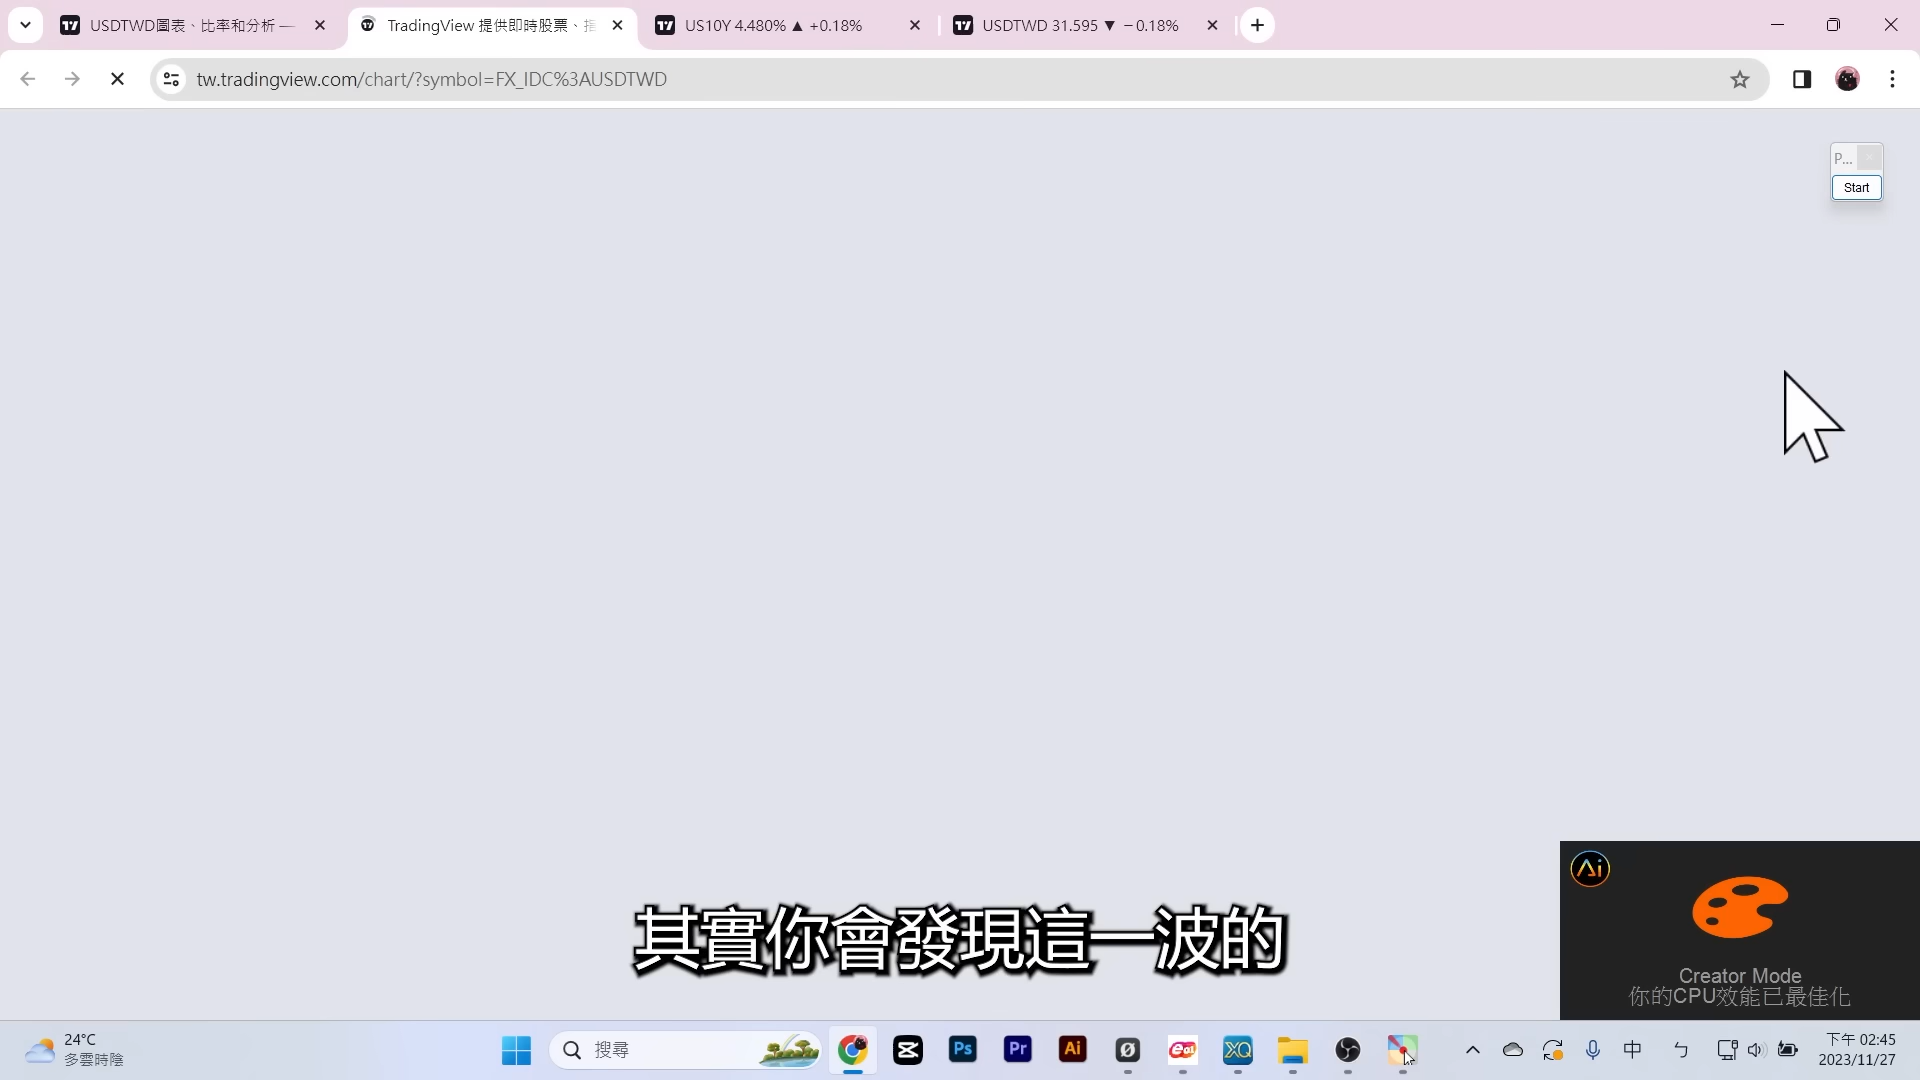 USDTWD圖表、比率和分析 —
TradingView 提供即時股票、
US10Y 4.480% ▲ +0.18%
USDTWD 31.595 ▼ −0.18%
tw.tradingview.com/chart/?symbol=FX_IDC%3AUSDTWD
P...
Start
其實你會發現這一波的
Ai
Creator Mode
你的CPU效能已最佳化
24°C
多雲時陰
搜尋
Ps
Pr
Ai
XQ
中
ㄅ
下午 02:45
2023/11/27